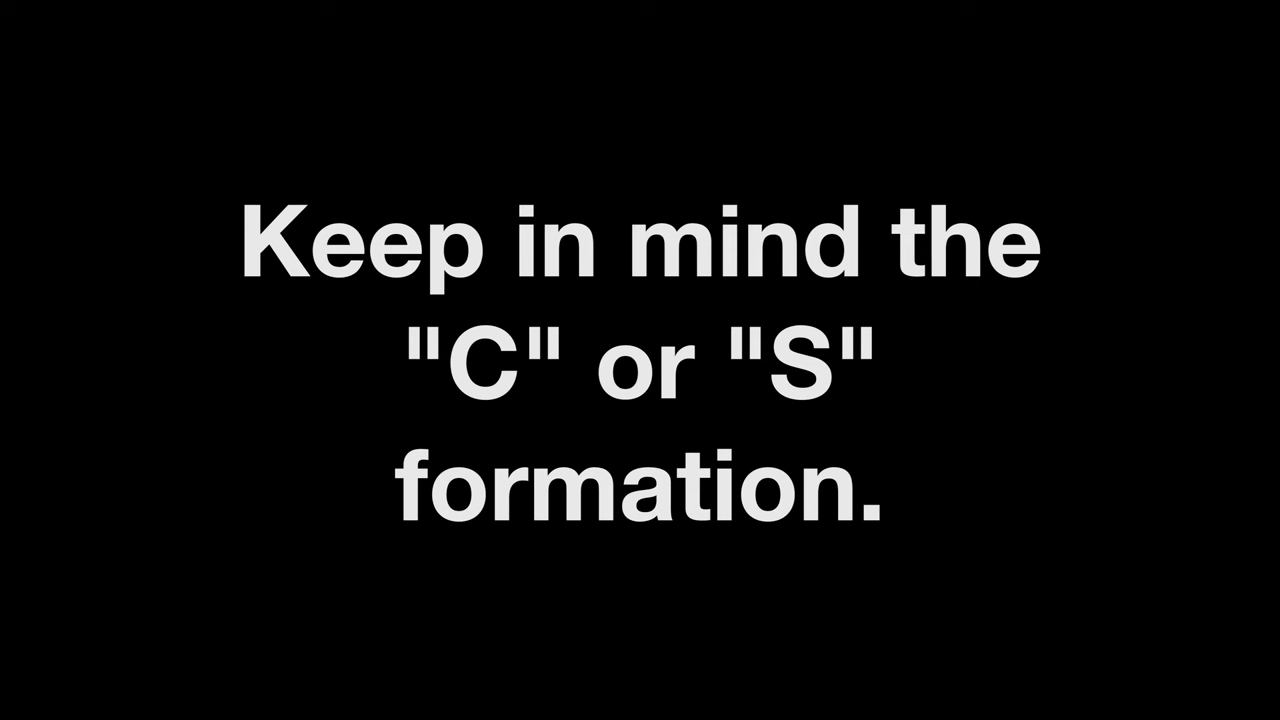 Keep in mind the
"C" or "S"
formation.